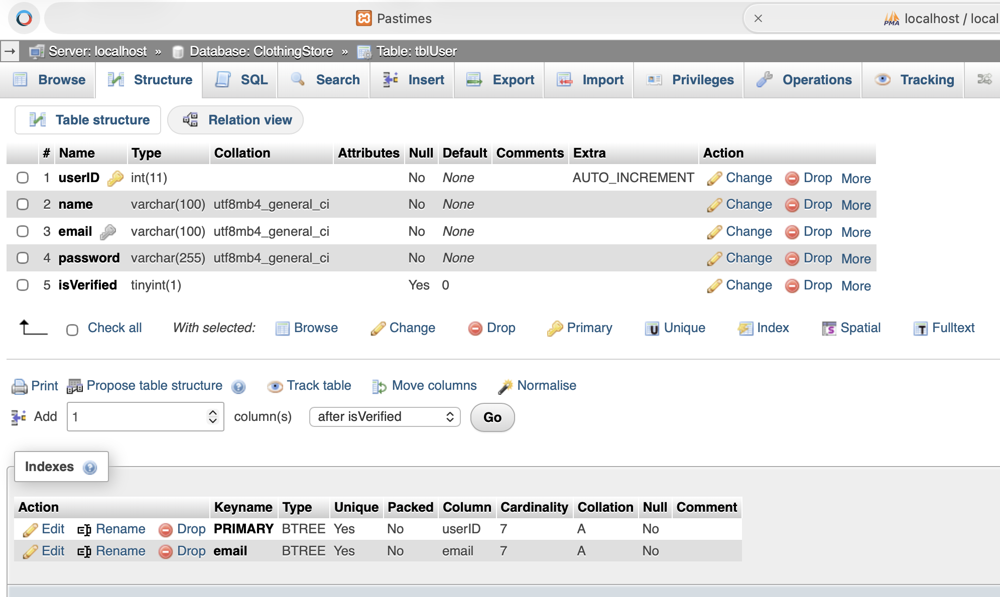 Pastimes
PMA localhost / local
Server: localhost » Database: ClothingStore » Table: tblUser
Browse Structure SQL Search Insert Export Import Privileges Operations Tracking
Table structure Relation view
# Name Type Collation Attributes Null Default Comments Extra Action
1 userID int(11) No None AUTO_INCREMENT Change Drop More
2 name varchar(100) utf8mb4_general_ci No None Change Drop More
3 email varchar(100) utf8mb4_general_ci No None Change Drop More
4 password varchar(255) utf8mb4_general_ci No None Change Drop More
5 isVerified tinyint(1) Yes 0 Change Drop More
Check all With selected: Browse Change Drop Primary U Unique Index S Spatial T Fulltext
Print Propose table structure ? Track table Move columns Normalise
Add 1 column(s) after isVerified Go
Indexes ?
Action Keyname Type Unique Packed Column Cardinality Collation Null Comment
Edit Rename Drop PRIMARY BTREE Yes No userID 7 A No
Edit Rename Drop email BTREE Yes No email 7 A No